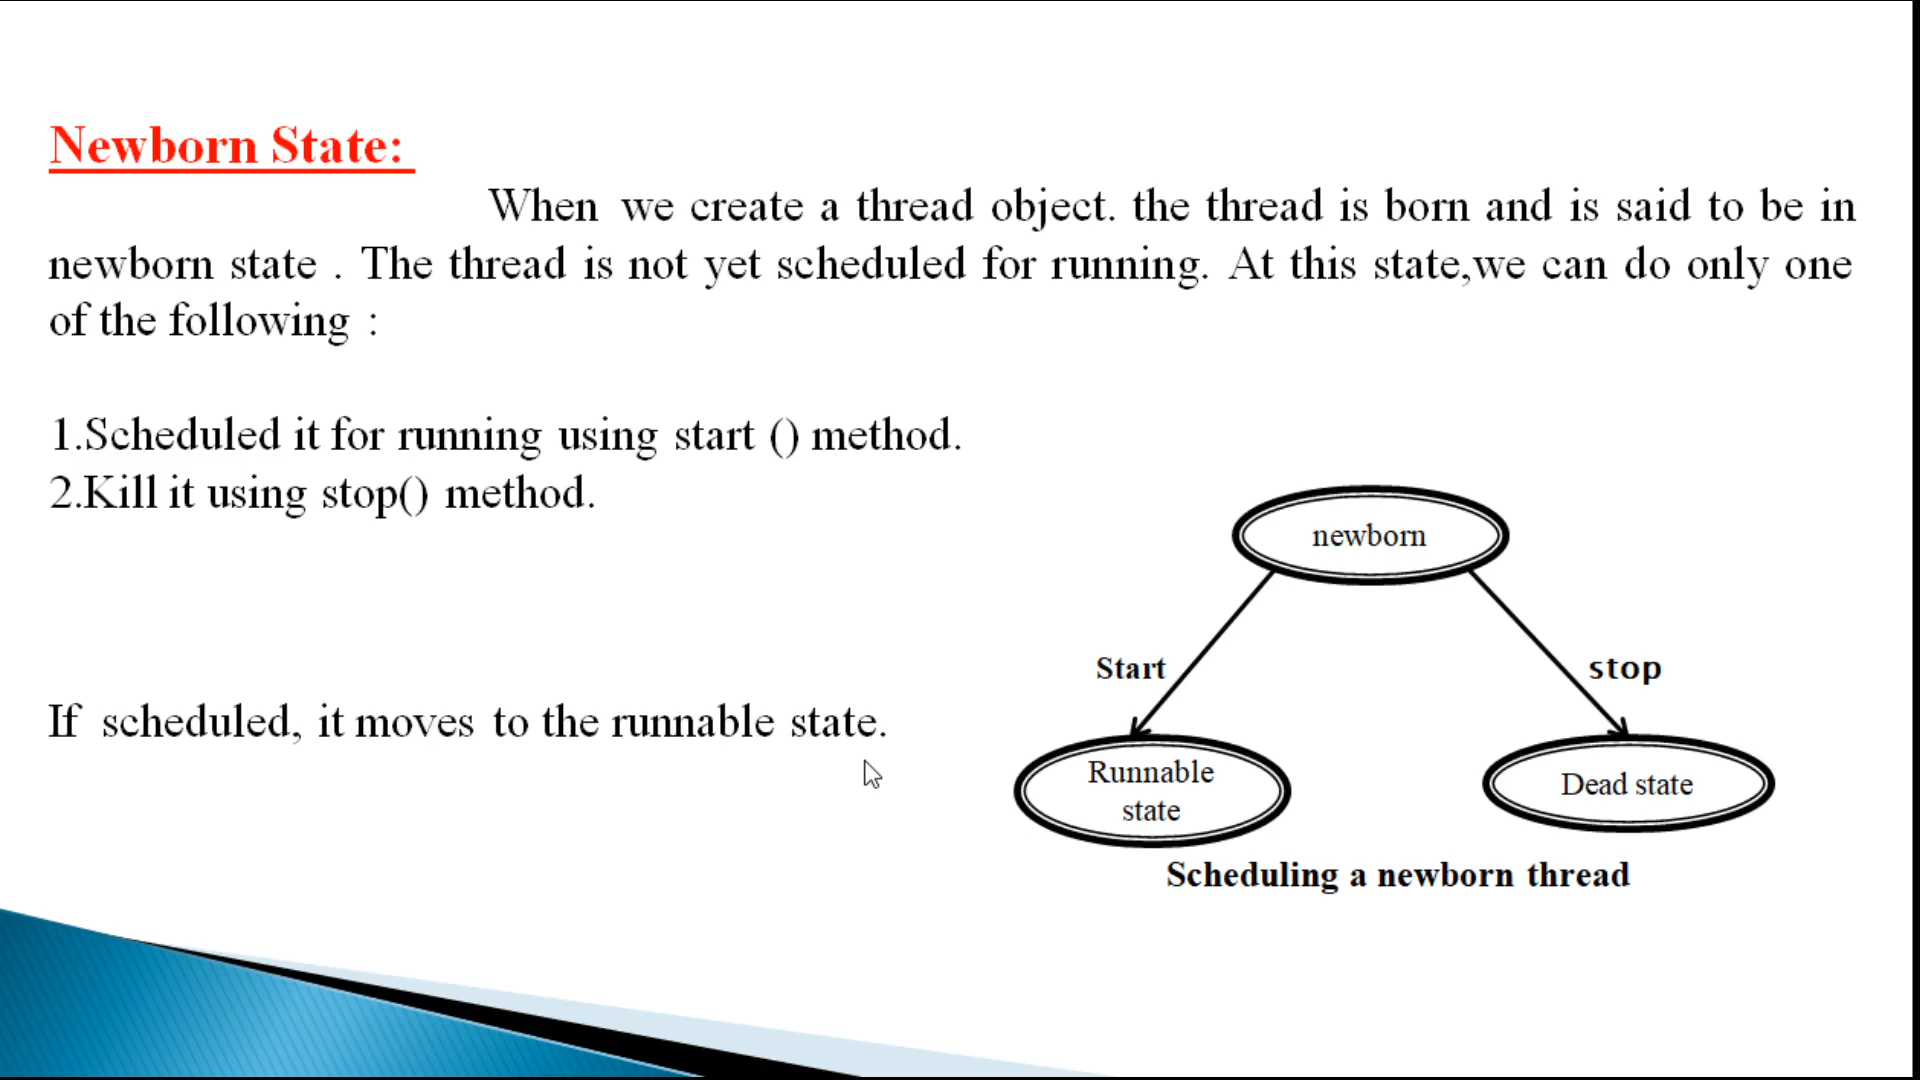 Newborn State:
When we create a thread object. the thread is born and is said to be in
newborn state . The thread is not yet scheduled for running. At this state,we can do only one
of the following :
1.Scheduled it for running using start () method.
2.Kill it using stop() method.
If scheduled, it moves to the runnable state.
newborn
Start
stop
Runnable
state
Dead state
Scheduling a newborn thread